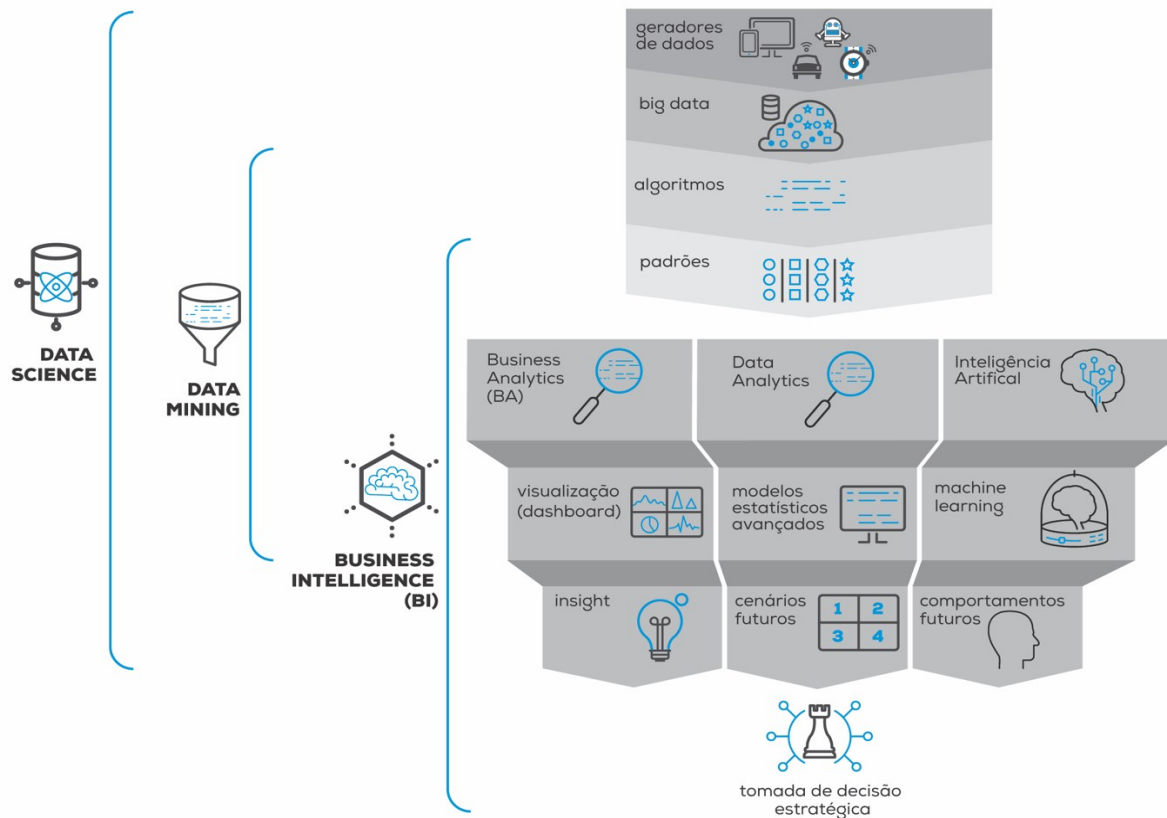 geradores
de dados
big data
algoritmos
padrões
DATA
SCIENCE
DATA
MINING
BUSINESS
INTELLIGENCE
(BI)
Business
Analytics
(BA)
Data
Analytics
Inteligência
Artifical
visualização
(dashboard)
modelos
estatísticos
avançados
machine
learning
insight
cenários
futuros
1 2
3 4
comportamentos
futuros
tomada de decisão
estratégica